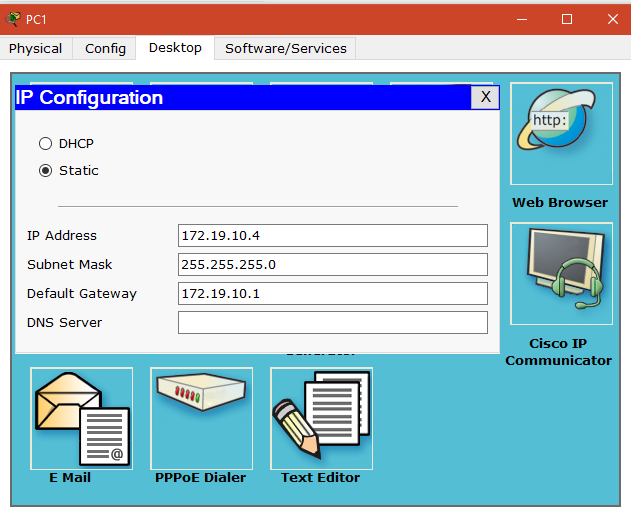 PC1
Physical Config Desktop Software/Services
IP Configuration X
DHCP
Static
IP Address 172.19.10.4
Subnet Mask 255.255.255.0
Default Gateway 172.19.10.1
DNS Server
http:
Web Browser
Cisco IP
Communicator
@
E Mail
PPPoE Dialer
Text Editor